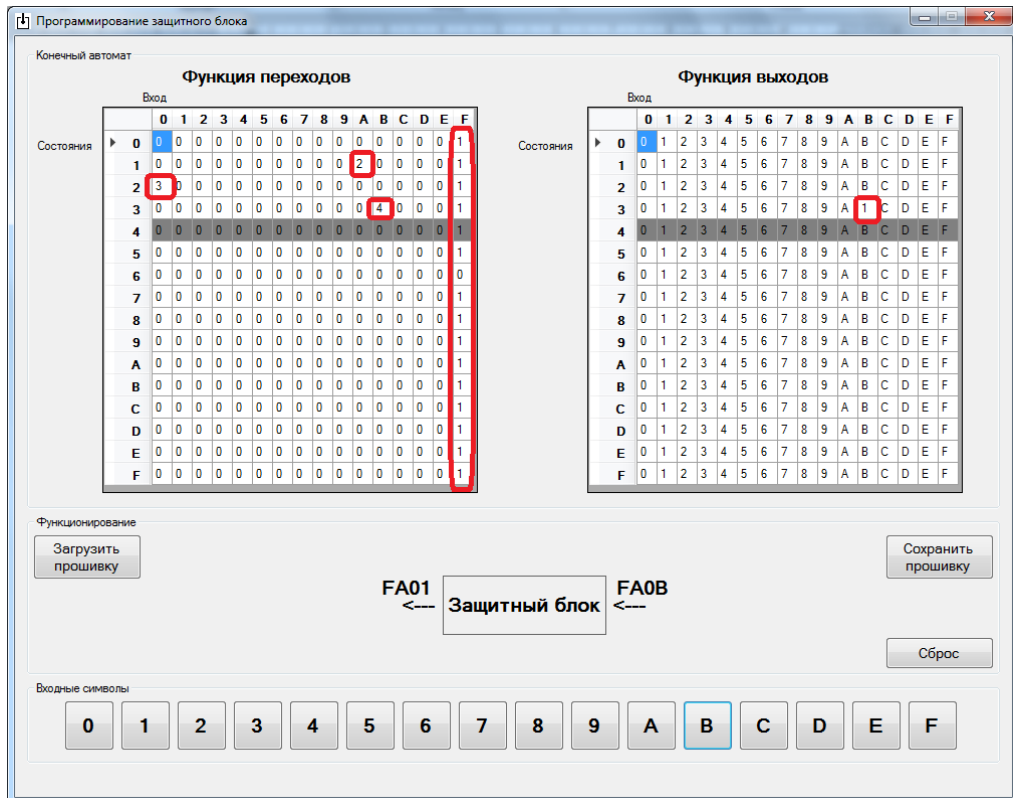 Программирование защитного блока
Конечный автомат
Функция переходов
Вход
0 1 2 3 4 5 6 7 8 9 A B C D E F
Состояния
0 0 0 0 0 0 0 0 0 0 0 0 0 0 0 0 1
1 0 0 0 0 0 0 0 0 0 0 2 0 0 0 0 1
2 3 0 0 0 0 0 0 0 0 0 0 0 0 0 0 1
3 0 0 0 0 0 0 0 0 0 0 0 4 0 0 0 1
4 0 0 0 0 0 0 0 0 0 0 0 0 0 0 0 1
5 0 0 0 0 0 0 0 0 0 0 0 0 0 0 0 1
6 0 0 0 0 0 0 0 0 0 0 0 0 0 0 0 0
7 0 0 0 0 0 0 0 0 0 0 0 0 0 0 0 1
8 0 0 0 0 0 0 0 0 0 0 0 0 0 0 0 1
9 0 0 0 0 0 0 0 0 0 0 0 0 0 0 0 1
A 0 0 0 0 0 0 0 0 0 0 0 0 0 0 0 1
B 0 0 0 0 0 0 0 0 0 0 0 0 0 0 0 1
C 0 0 0 0 0 0 0 0 0 0 0 0 0 0 0 1
D 0 0 0 0 0 0 0 0 0 0 0 0 0 0 0 1
E 0 0 0 0 0 0 0 0 0 0 0 0 0 0 0 1
F 0 0 0 0 0 0 0 0 0 0 0 0 0 0 0 1
Функция выходов
Вход
0 1 2 3 4 5 6 7 8 9 A B C D E F
Состояния
0 0 1 2 3 4 5 6 7 8 9 A B C D E F
1 0 1 2 3 4 5 6 7 8 9 A B C D E F
2 0 1 2 3 4 5 6 7 8 9 A B C D E F
3 0 1 2 3 4 5 6 7 8 9 A 1 C D E F
4 0 1 2 3 4 5 6 7 8 9 A B C D E F
5 0 1 2 3 4 5 6 7 8 9 A B C D E F
6 0 1 2 3 4 5 6 7 8 9 A B C D E F
7 0 1 2 3 4 5 6 7 8 9 A B C D E F
8 0 1 2 3 4 5 6 7 8 9 A B C D E F
9 0 1 2 3 4 5 6 7 8 9 A B C D E F
A 0 1 2 3 4 5 6 7 8 9 A B C D E F
B 0 1 2 3 4 5 6 7 8 9 A B C D E F
C 0 1 2 3 4 5 6 7 8 9 A B C D E F
D 0 1 2 3 4 5 6 7 8 9 A B C D E F
E 0 1 2 3 4 5 6 7 8 9 A B C D E F
F 0 1 2 3 4 5 6 7 8 9 A B C D E F
Функционирование
Загрузить
прошивку
FA01
<---
Защитный блок
FA0B
<---
Сохранить
прошивку
Сброс
Входные символы
0 1 2 3 4 5 6 7 8 9 A B C D E F